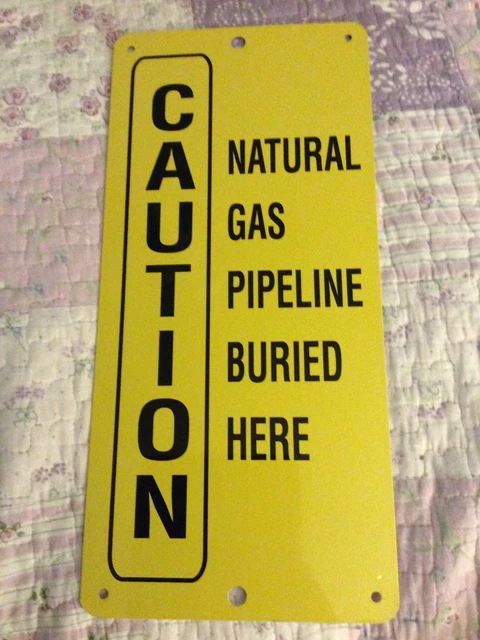 CAUTION
NATURAL
GAS
PIPELINE
BURIED
HERE